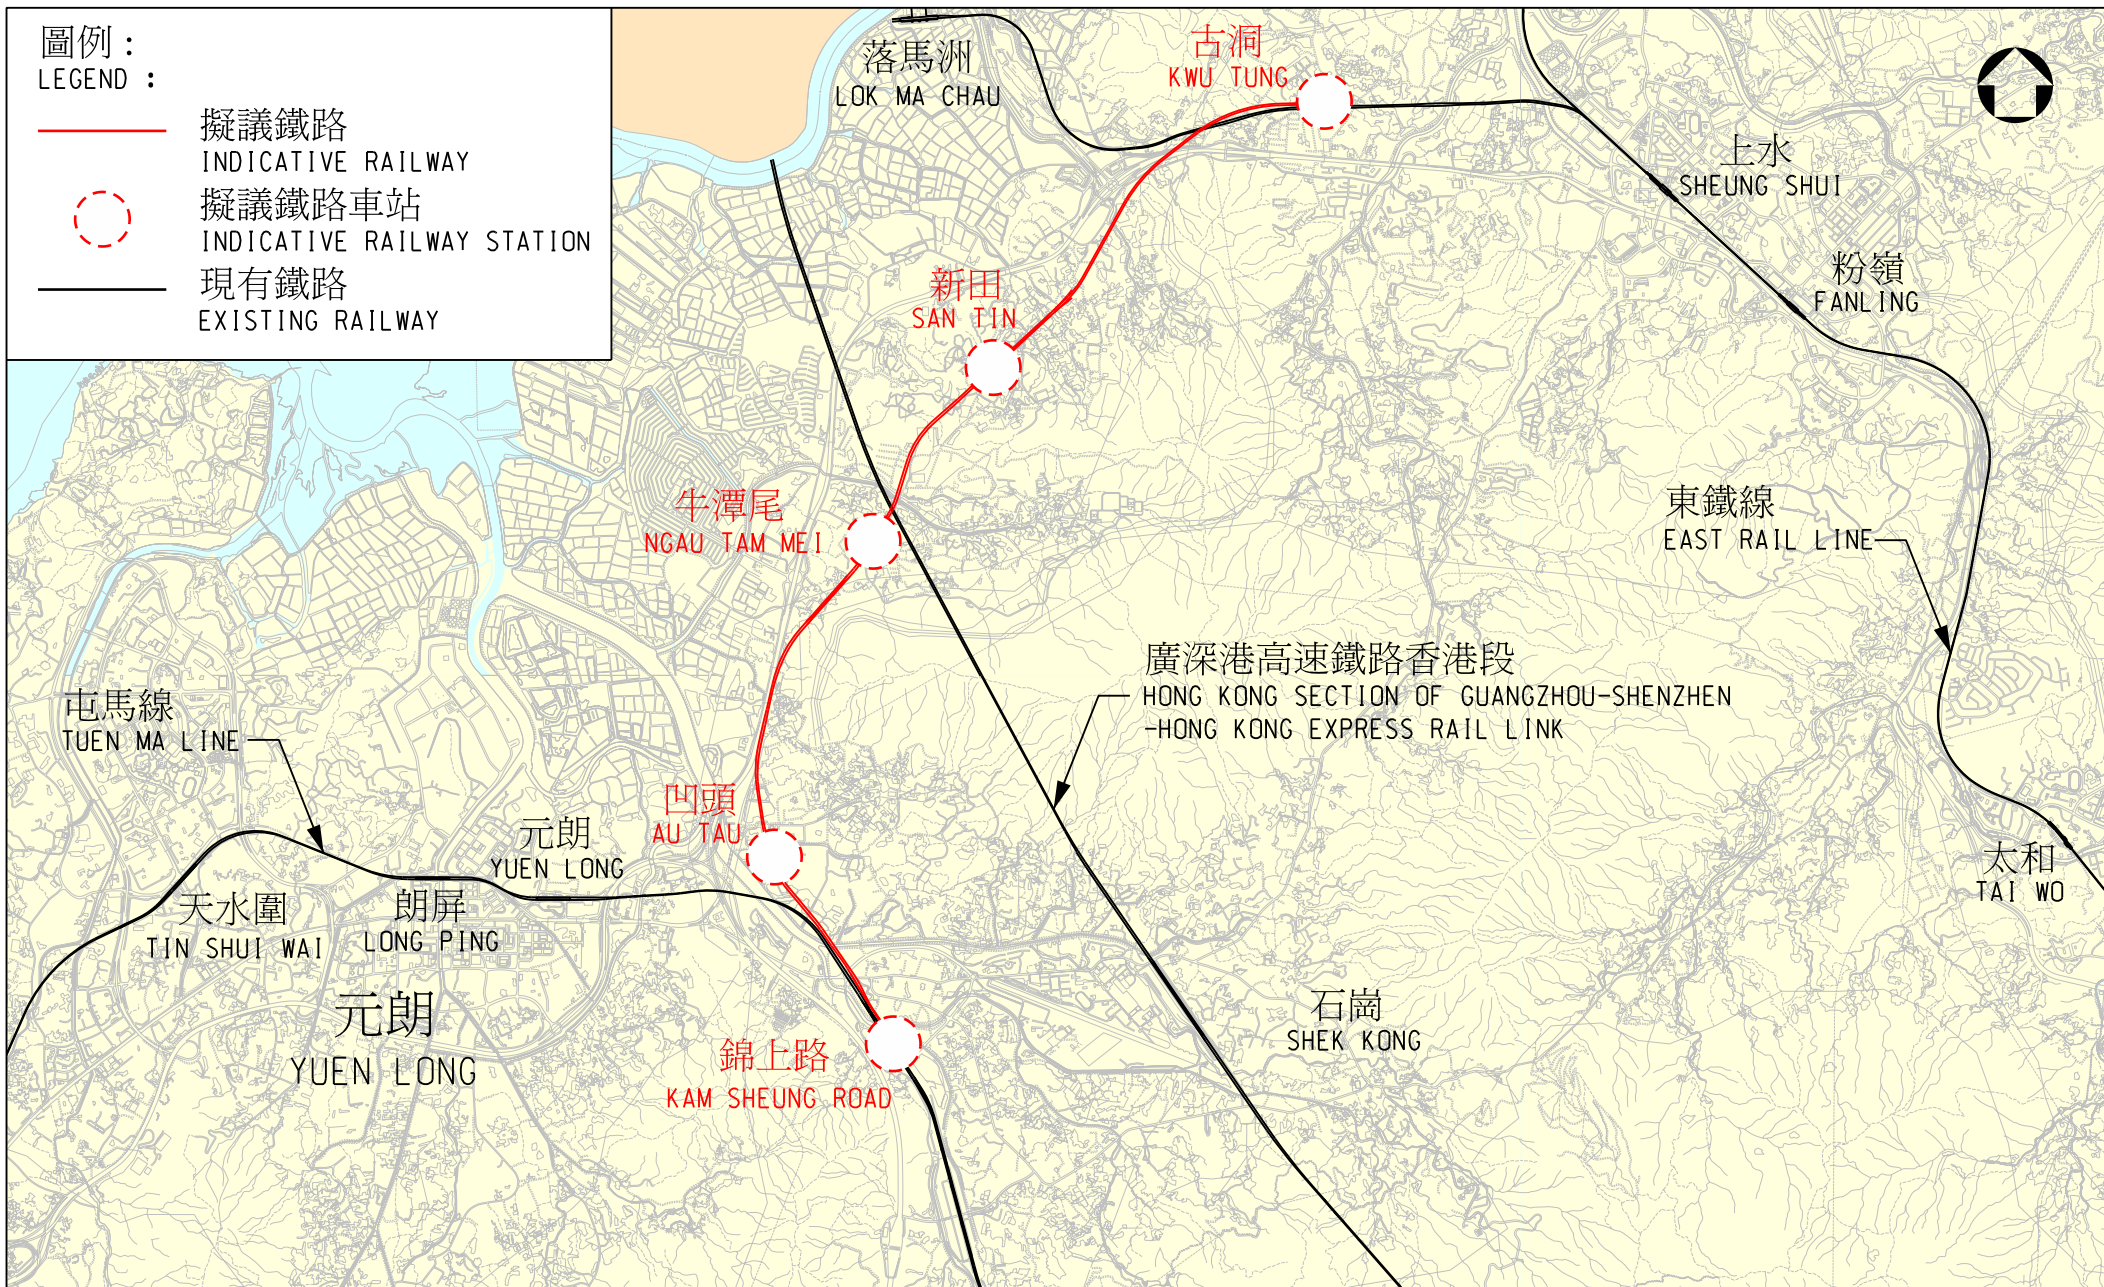 圖例：
LEGEND :
擬議鐵路
INDICATIVE RAILWAY
擬議鐵路車站
INDICATIVE RAILWAY STATION
現有鐵路
EXISTING RAILWAY
落馬洲
LOK MA CHAU
古洞
KWU TUNG
上水
SHEUNG SHUI
粉嶺
FANLING
新田
SAN TIN
牛潭尾
NGAU TAM MEI
東鐵線
EAST RAIL LINE
廣深港高速鐵路香港段
HONG KONG SECTION OF GUANGZHOU-SHENZHEN
-HONG KONG EXPRESS RAIL LINK
屯馬線
TUEN MA LINE
凹頭
AU TAU
元朗
YUEN LONG
太和
TAI WO
天水圍
TIN SHUI WAI
朗屏
LONG PING
元朗
YUEN LONG
石崗
SHEK KONG
錦上路
KAM SHEUNG ROAD